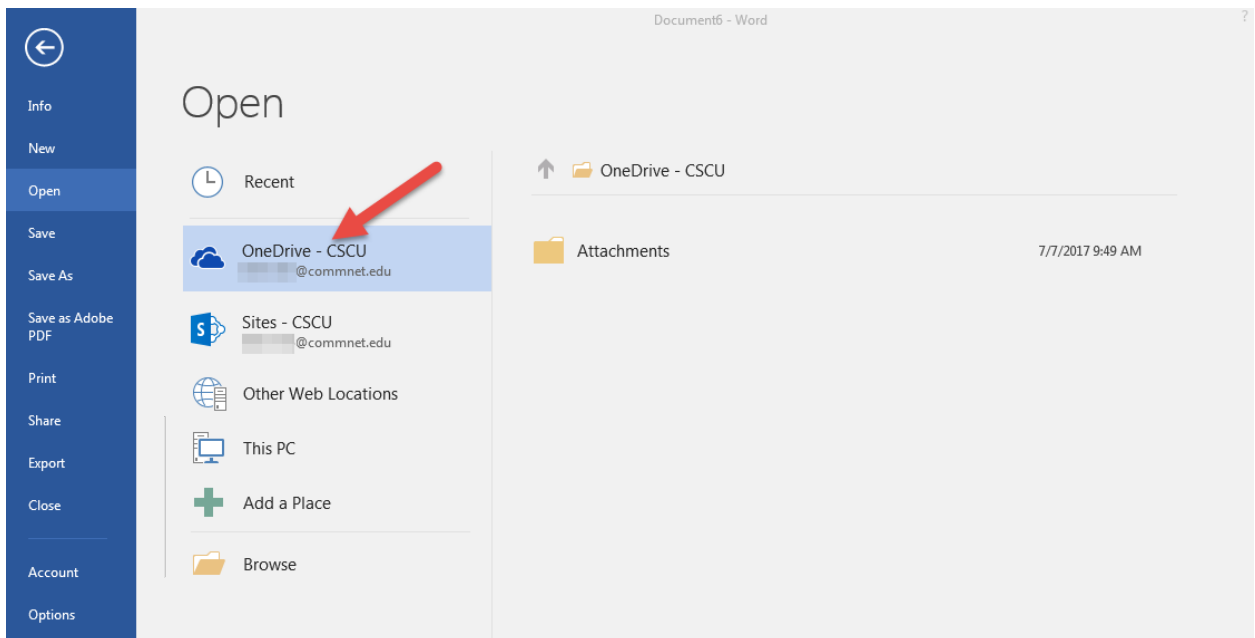 Document6 - Word
?
Info
New
Open
Save
Save As
Save as Adobe
PDF
Print
Share
Export
Close
Account
Options
Open
Recent
OneDrive - CSCU
@commnet.edu
Sites - CSCU
@commnet.edu
Other Web Locations
This PC
Add a Place
Browse
OneDrive - CSCU
Attachments 7/7/2017 9:49 AM